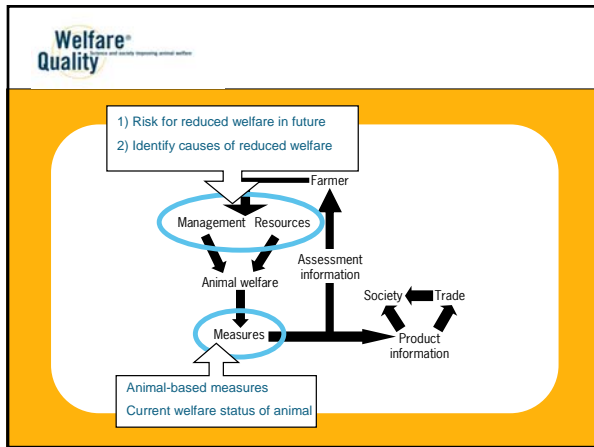 Welfare®
Science and society improving animal welfare
Quality
1) Risk for reduced welfare in future
2) Identify causes of reduced welfare
Farmer
Management Resources
Assessment
information
Animal welfare
Society
Trade
Measures
Product
information
Animal-based measures
Current welfare status of animal